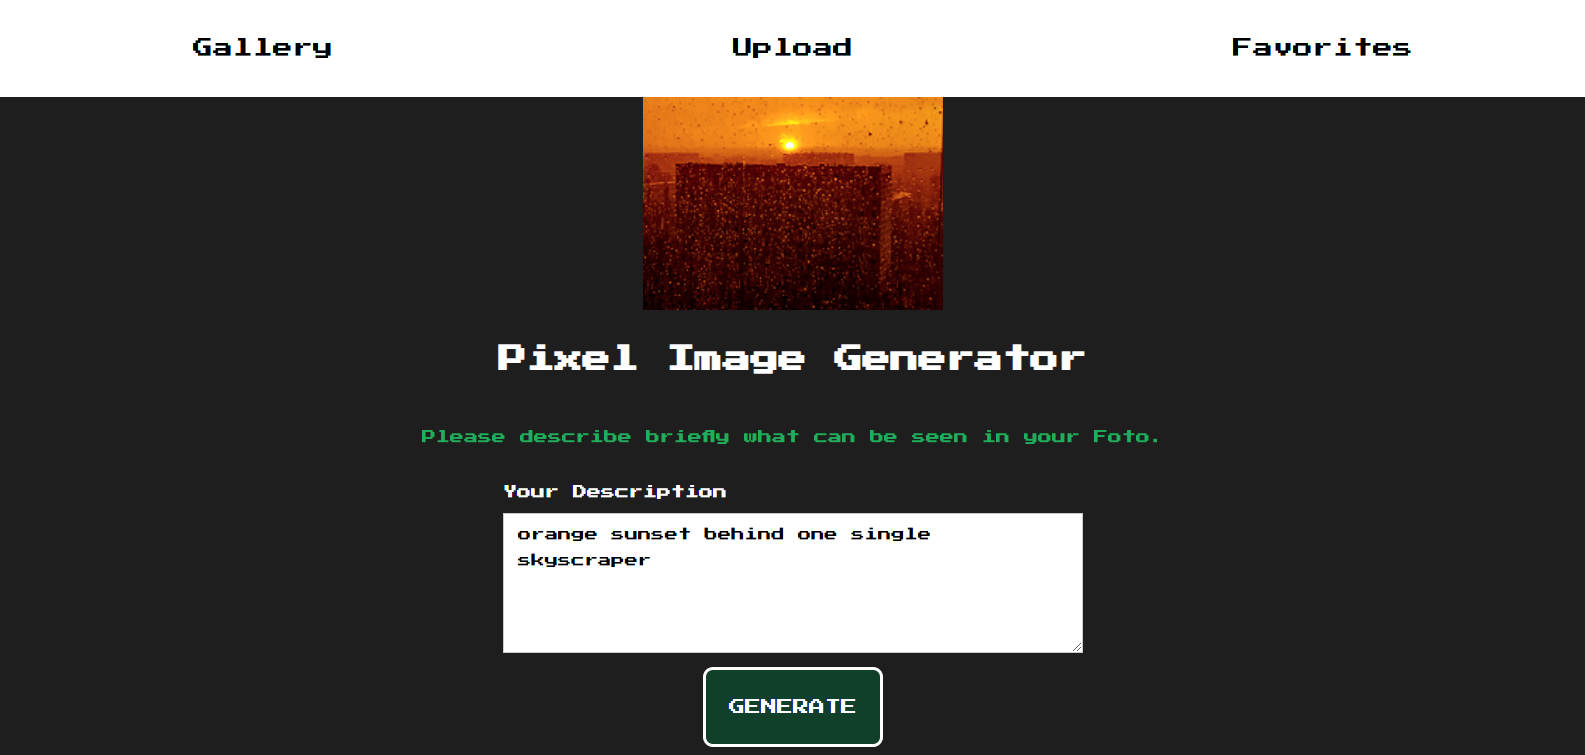 Gallery Upload Favorites
Pixel Image Generator
Please describe briefly what can be seen in your Foto.
Your Description
orange sunset behind one single
skyscraper
GENERATE